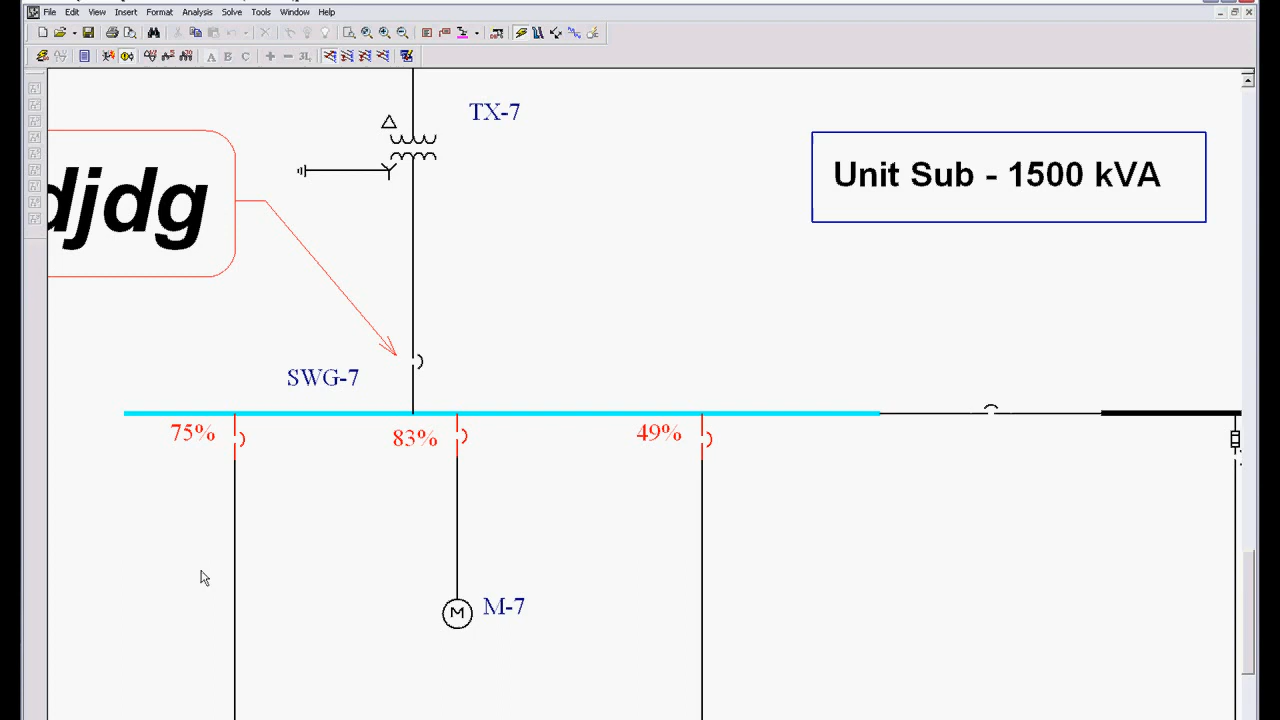 File Edit View Insert Format Analysis Solve Tools Window Help
A B C + − 3L
TX-7
Unit Sub - 1500 kVA
djdg
SWG-7
75%
83%
49%
M
M-7